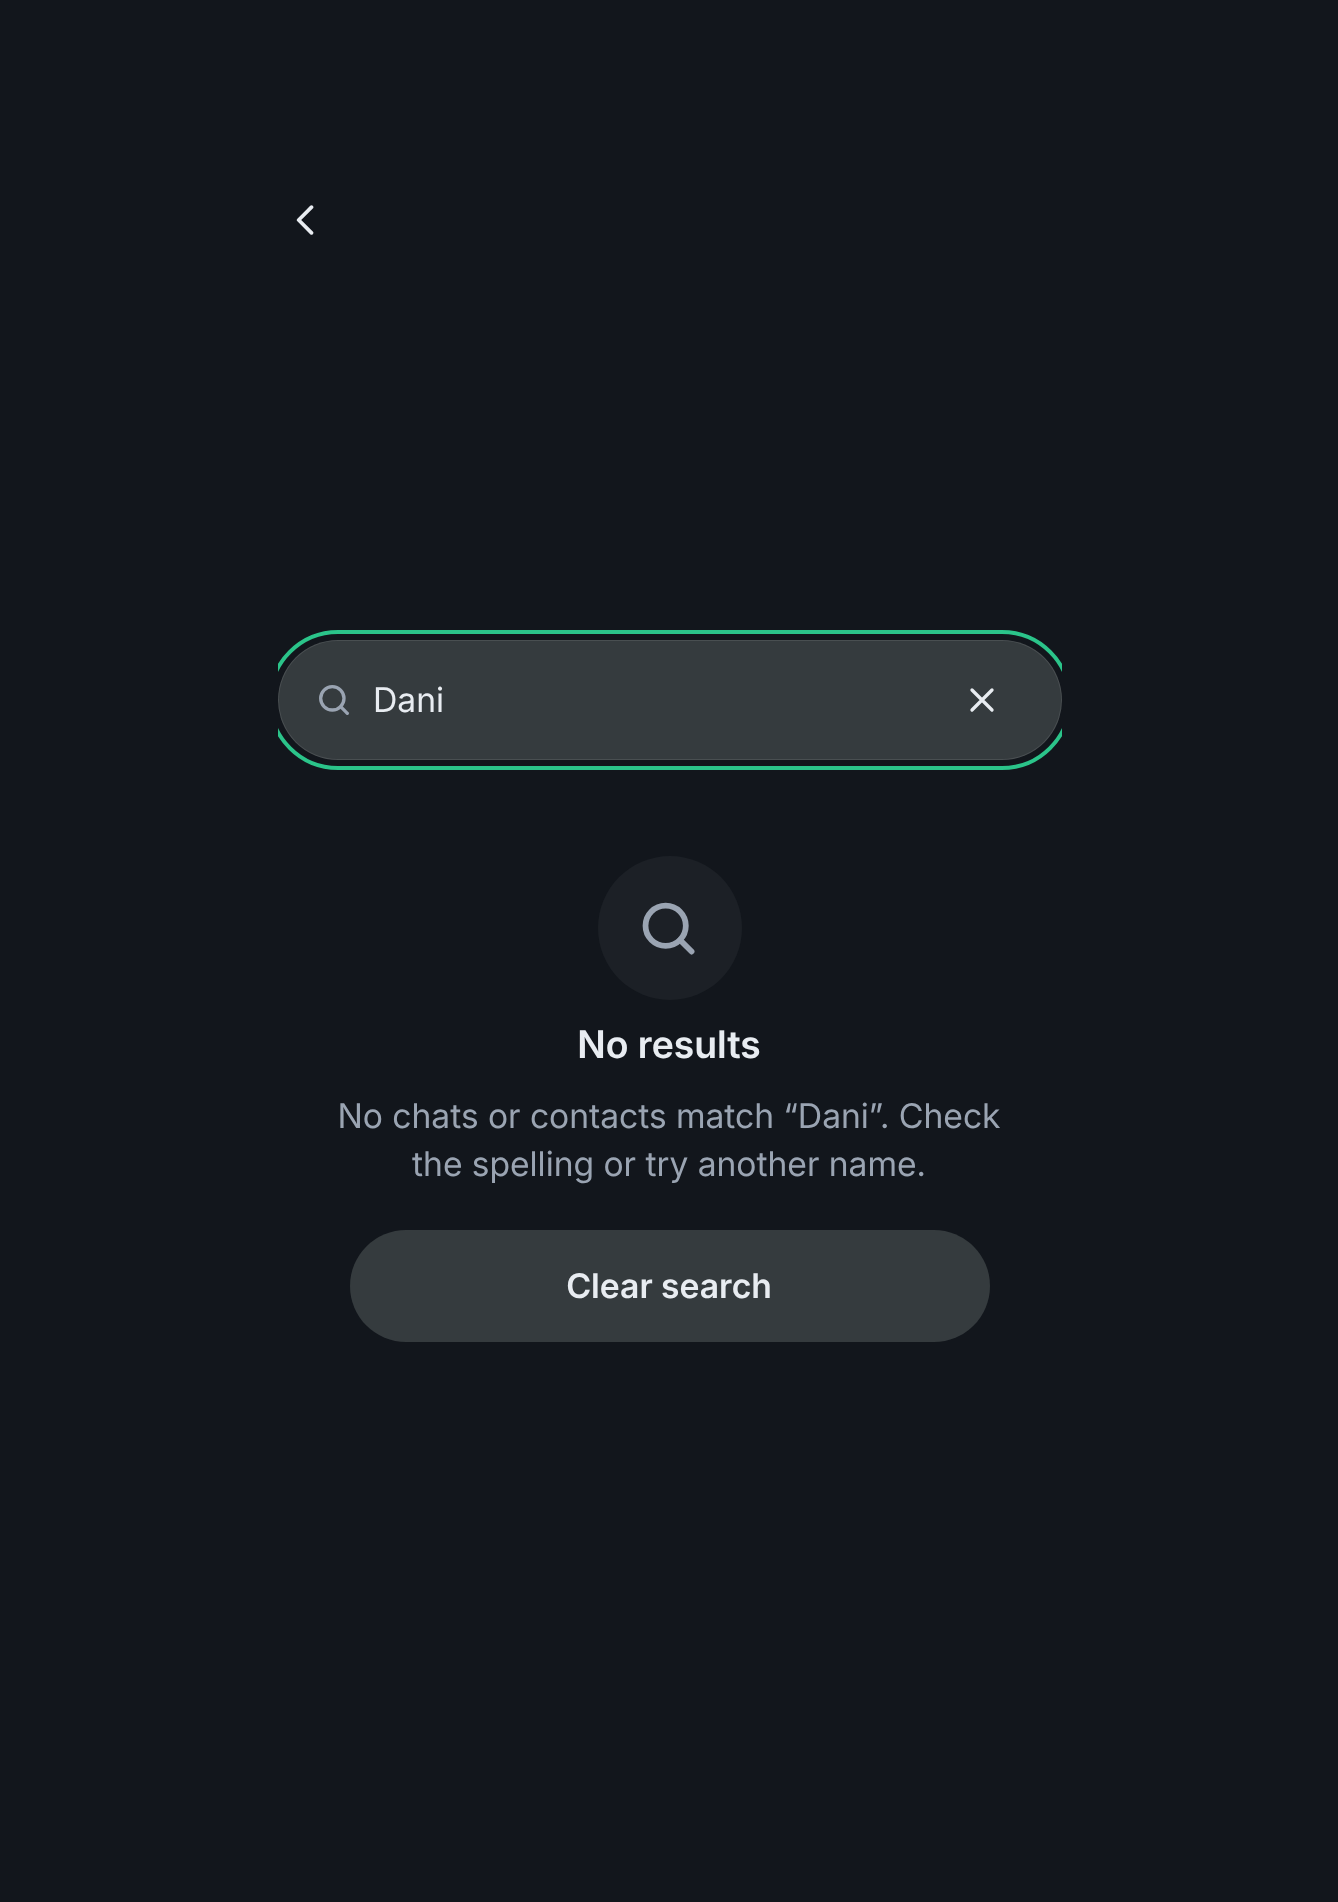 Dani
No results
No chats or contacts match “Dani”. Check
the spelling or try another name.
Clear search